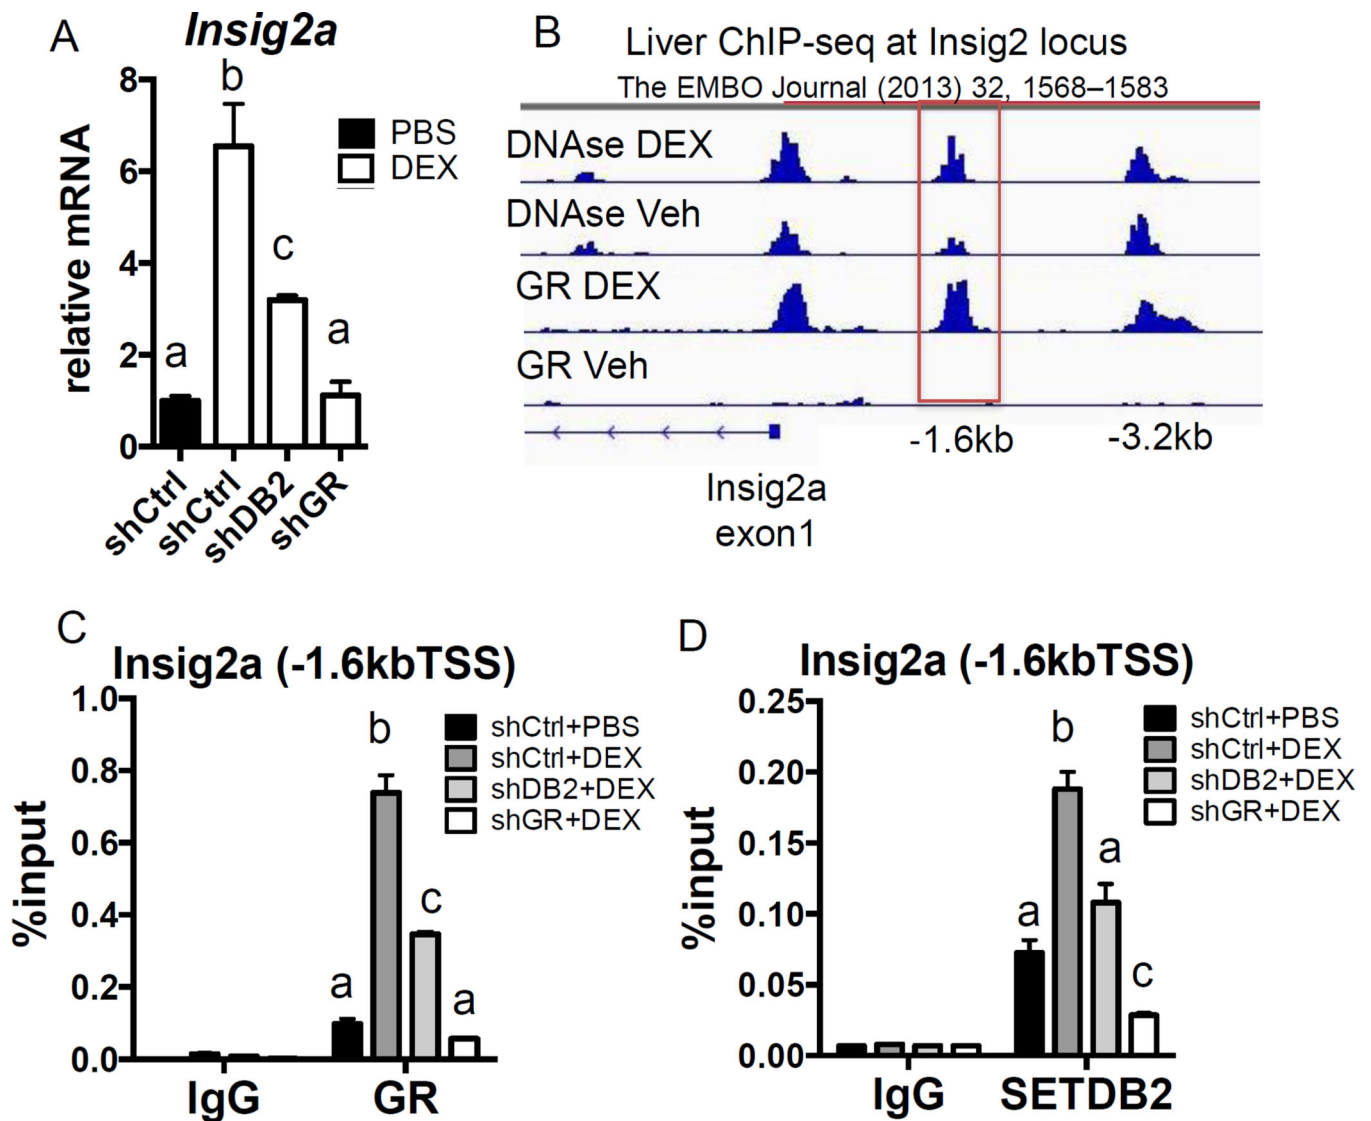 A
Insig2a
8
6
4
2
0
relative mRNA
a
b
c
a
PBS
DEX
shCtrl
shCtrl
shDB2
shGR
B
Liver ChIP-seq at Insig2 locus
The EMBO Journal (2013) 32, 1568–1583
DNAse DEX
DNAse Veh
GR DEX
GR Veh
-1.6kb
-3.2kb
Insig2a
exon1
C
Insig2a (-1.6kbTSS)
1.0
0.8
0.6
0.4
0.2
0.0
%input
a
b
c
a
shCtrl+PBS
shCtrl+DEX
shDB2+DEX
shGR+DEX
IgG
GR
D
Insig2a (-1.6kbTSS)
0.25
0.20
0.15
0.10
0.05
0.00
%input
a
b
a
c
shCtrl+PBS
shCtrl+DEX
shDB2+DEX
shGR+DEX
IgG
SETDB2